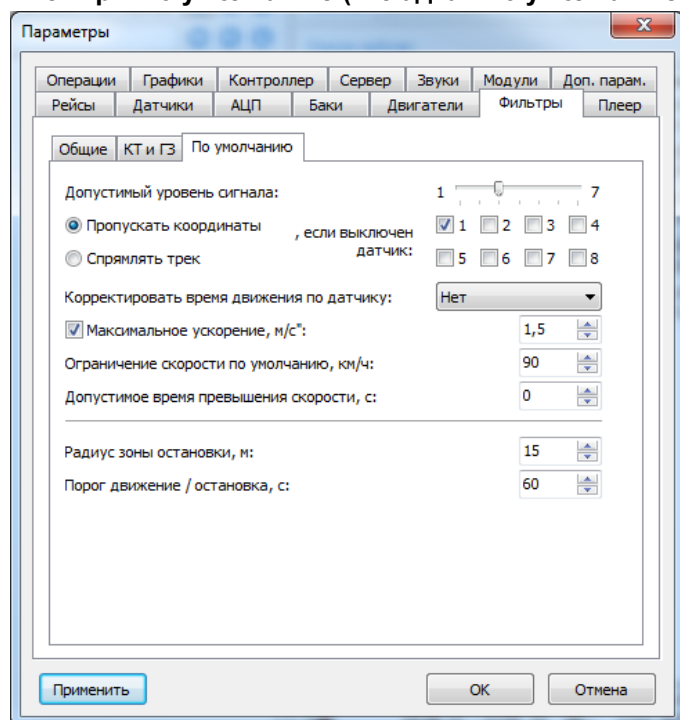 Параметры
Операции Графики Контроллер Сервер Звуки Модули Доп. парам.
Рейсы Датчики АЦП Баки Двигатели Фильтры Плеер
Общие КТ и ГЗ По умолчанию
Допустимый уровень сигнала: 1 7
Пропускать координаты , если выключен датчик: 1 2 3 4
Спрямлять трек 5 6 7 8
Корректировать время движения по датчику: Нет
Максимальное ускорение, м/с": 1,5
Ограничение скорости по умолчанию, км/ч: 90
Допустимое время превышения скорости, с: 0
Радиус зоны остановки, м: 15
Порог движение / остановка, с: 60
Применить OK Отмена